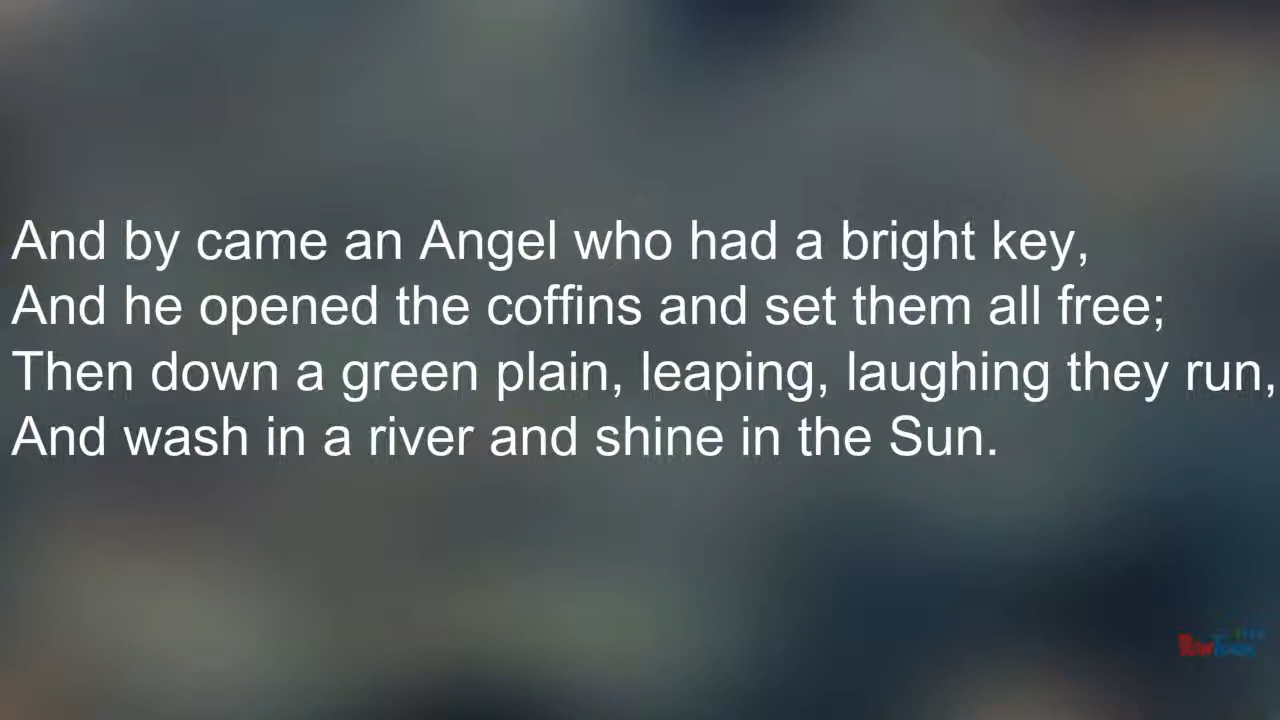 And by came an Angel who had a bright key,
And he opened the coffins and set them all free;
Then down a green plain, leaping, laughing they run,
And wash in a river and shine in the Sun.
PowToon